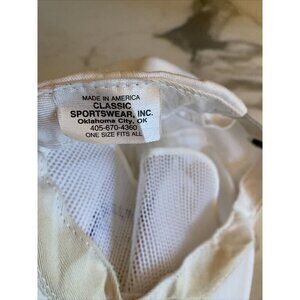 MADE IN AMERICA
CLASSIC
SPORTSWEAR, INC.
Oklahoma City, OK
405-670-4360
ONE SIZE FITS ALL